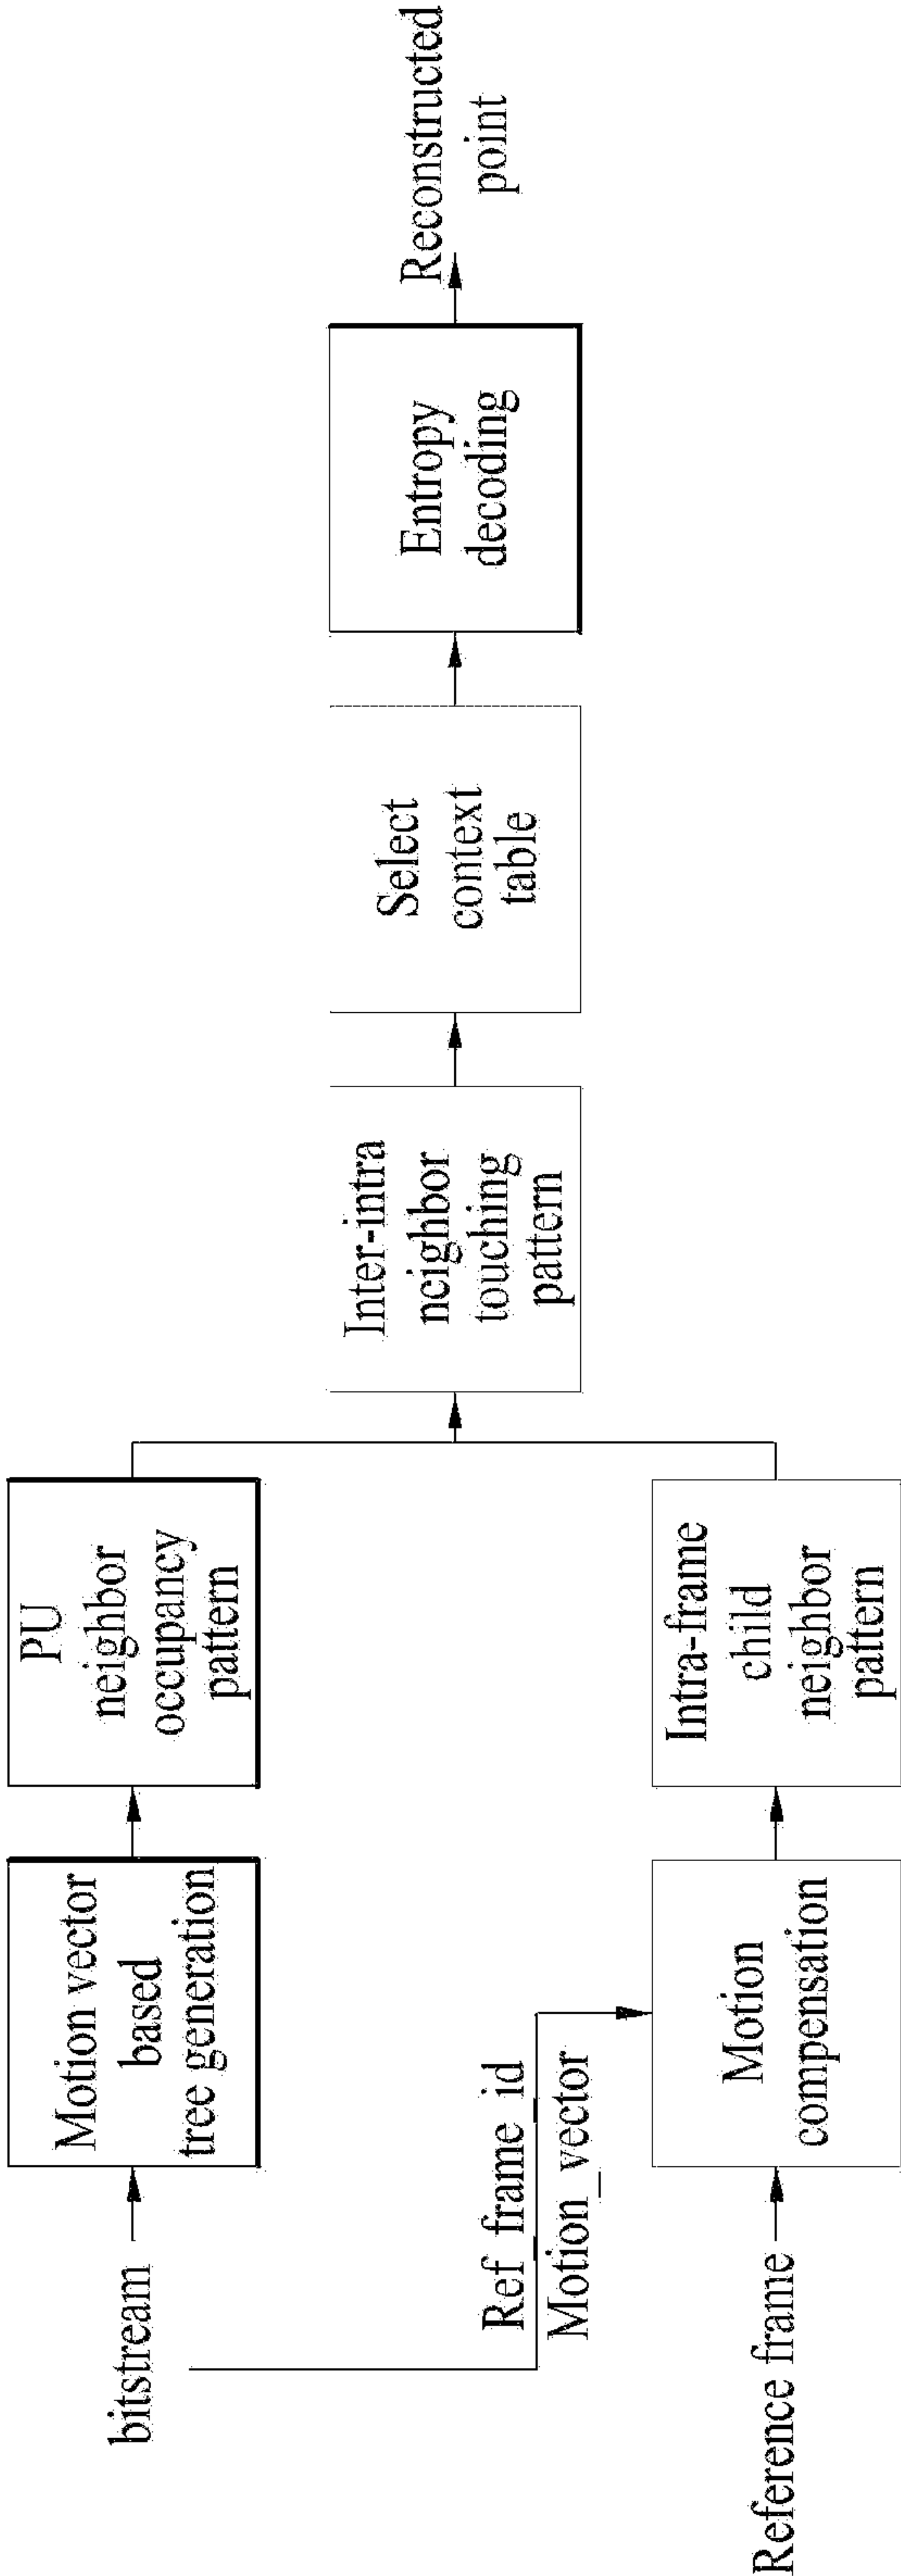 bitstream
Motion vector
based
tree generation
PU
neighbor
occupancy
pattern
Ref_frame_id
Motion_vector
Reference frame
Motion
compensation
Intra-frame
child
neighbor
pattern
Inter-intra
neighbor
touching
pattern
Select
context
table
Entropy
decoding
Reconstructed
point